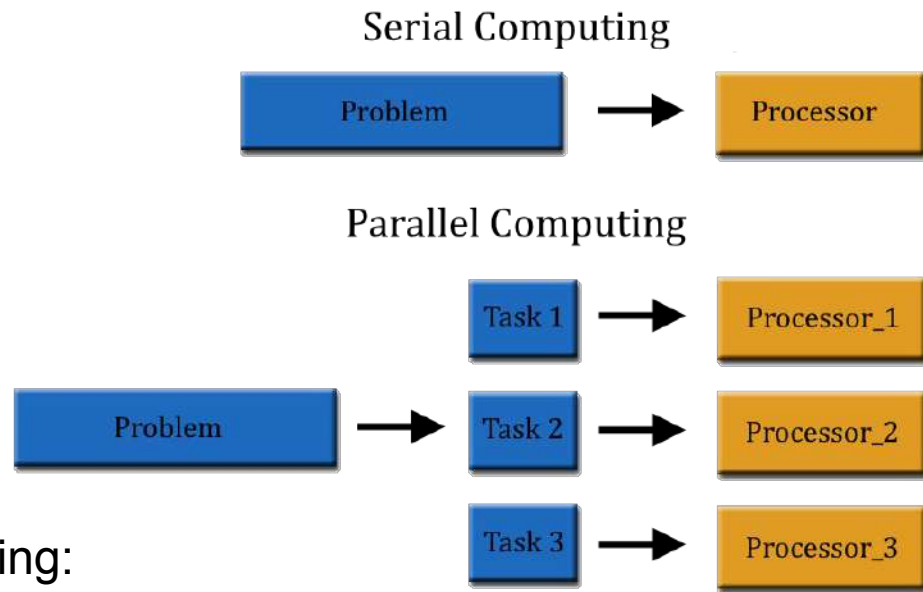 Serial Computing
Problem
Processor
Parallel Computing
Task 1
Processor_1
Problem
Task 2
Processor_2
Task 3
Processor_3
ing: